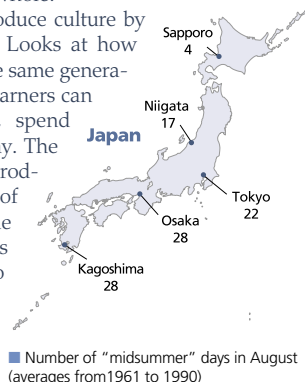 oduce culture by
Looks at how
e same genera-
arners can
spend
y. The
rod-
of
Sapporo
4
Niigata
17
Japan
Tokyo
22
Osaka
28
Kagoshima
28
■ Number of “midsummer” days in August
(averages from1961 to 1990)